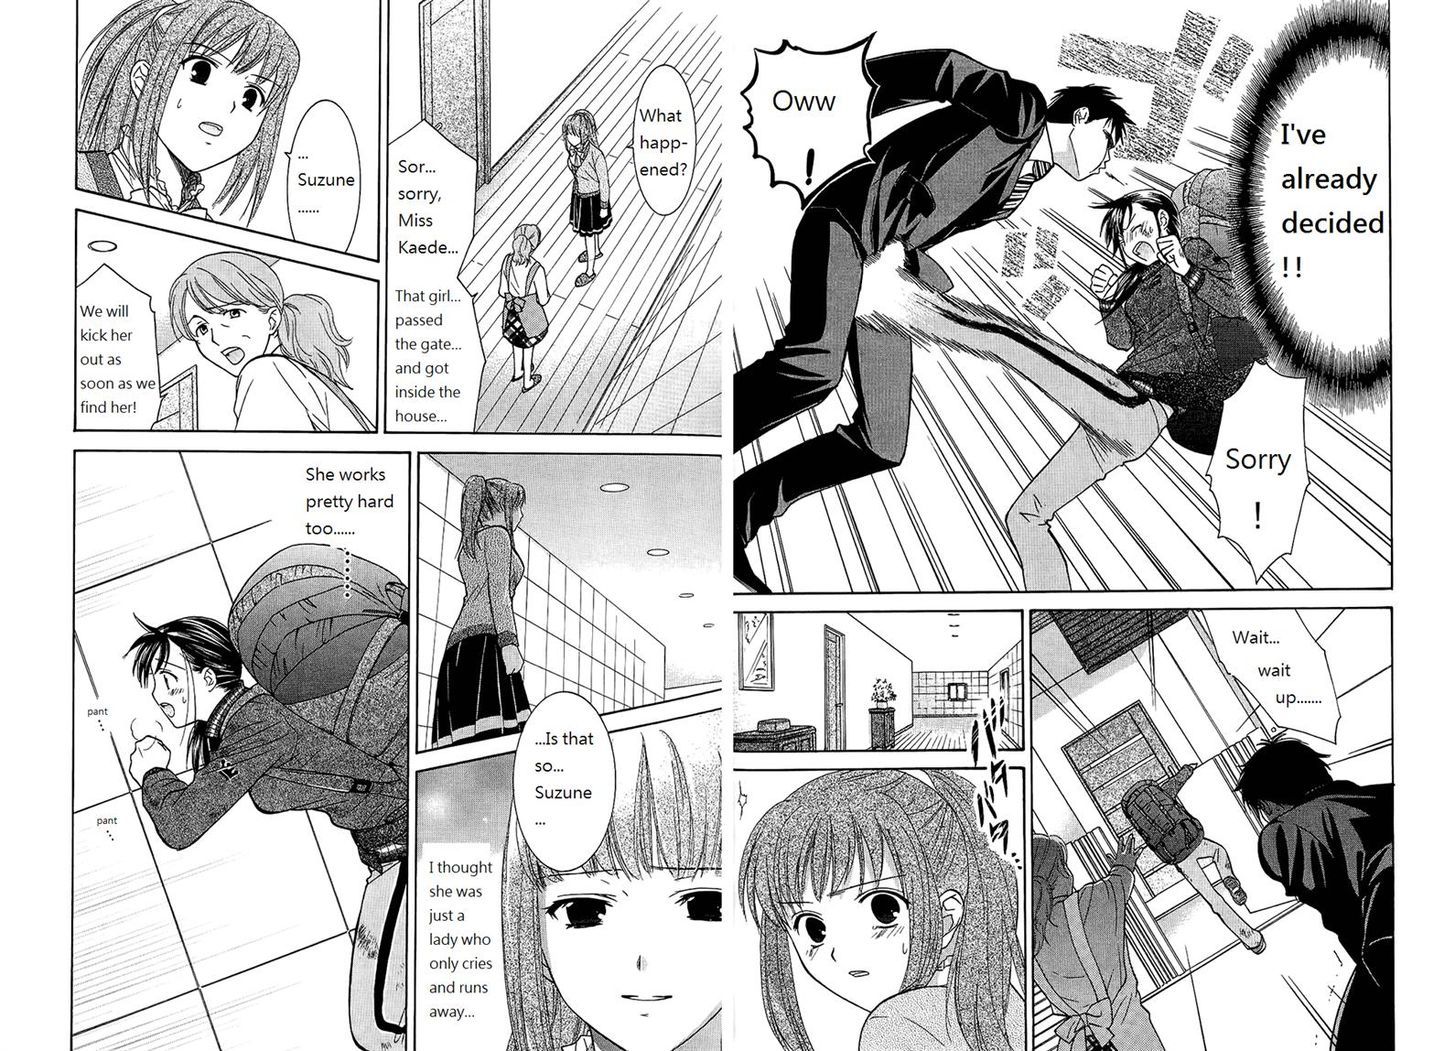 I've
already
decided
!!
Oww
!
Sorry
!
Wait...
wait
up.......
What
happ-
ened?
Sor...
sorry,
Miss
Kaede...
That girl...
passed
the gate...
and got
inside the
house...
...
Suzune
......
We will
kick her
out as
soon as we
find her!
...Is that
so...
Suzune
...
I thought
she was
just a
lady who
only cries
and runs
away...
She works
pretty hard
too......
pant
...
pant
...